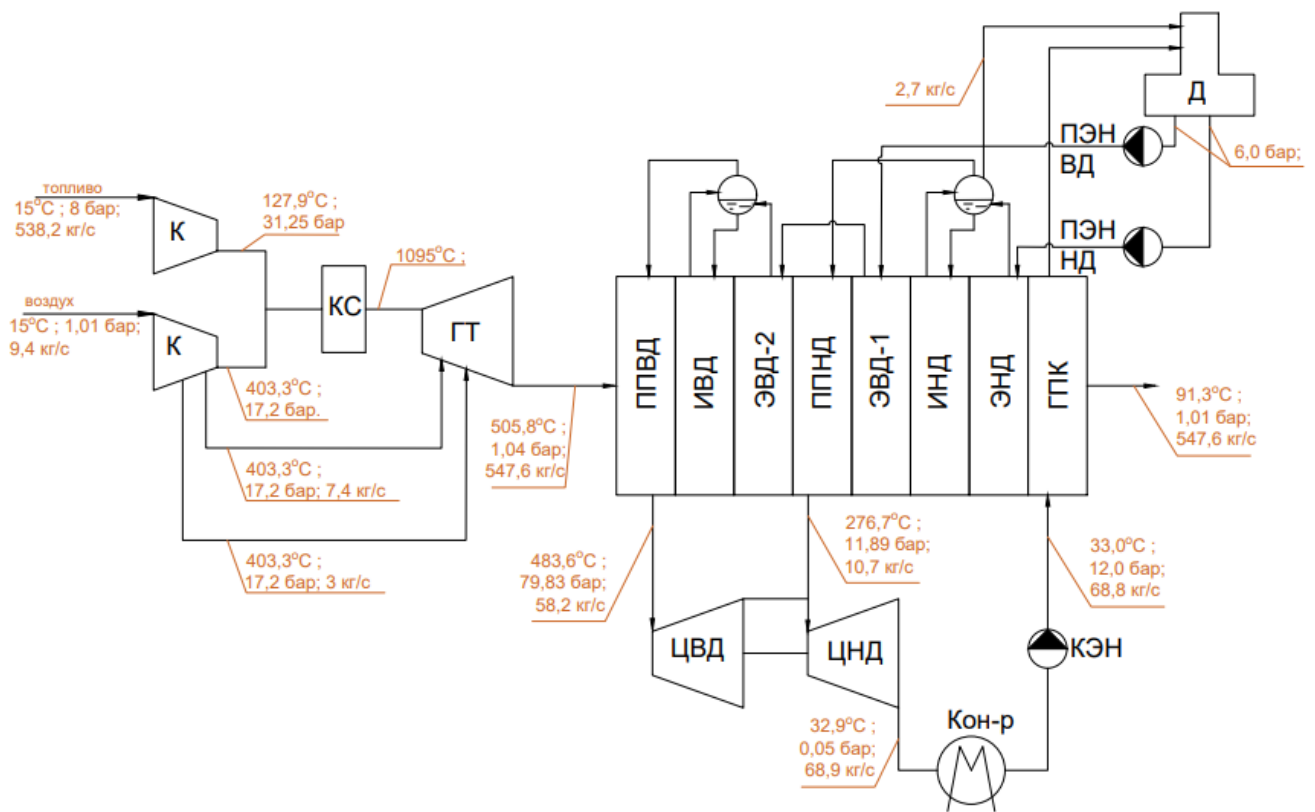 2,7 кг/с
Д
ПЭН
ВД
6,0 бар;
ПЭН
НД
топливо
15°С ; 8 бар;
538,2 кг/с
К
127,9°С ;
31,25 бар
1095°С ;
КС
ГТ
воздух
15°С ; 1,01 бар;
9,4 кг/с
К
403,3°С ;
17,2 бар.
403,3°С ;
17,2 бар; 7,4 кг/с
403,3°С ;
17,2 бар; 3 кг/с
505,8°С ;
1,04 бар;
547,6 кг/с
ППВД
ИВД
ЭВД-2
ППНД
ЭВД-1
ИНД
ЭНД
ГПК
91,3°С ;
1,01 бар;
547,6 кг/с
483,6°С ;
79,83 бар;
58,2 кг/с
276,7°С ;
11,89 бар;
10,7 кг/с
33,0°С ;
12,0 бар;
68,8 кг/с
ЦВД
ЦНД
КЭН
32,9°С ;
0,05 бар;
68,9 кг/с
Кон-р